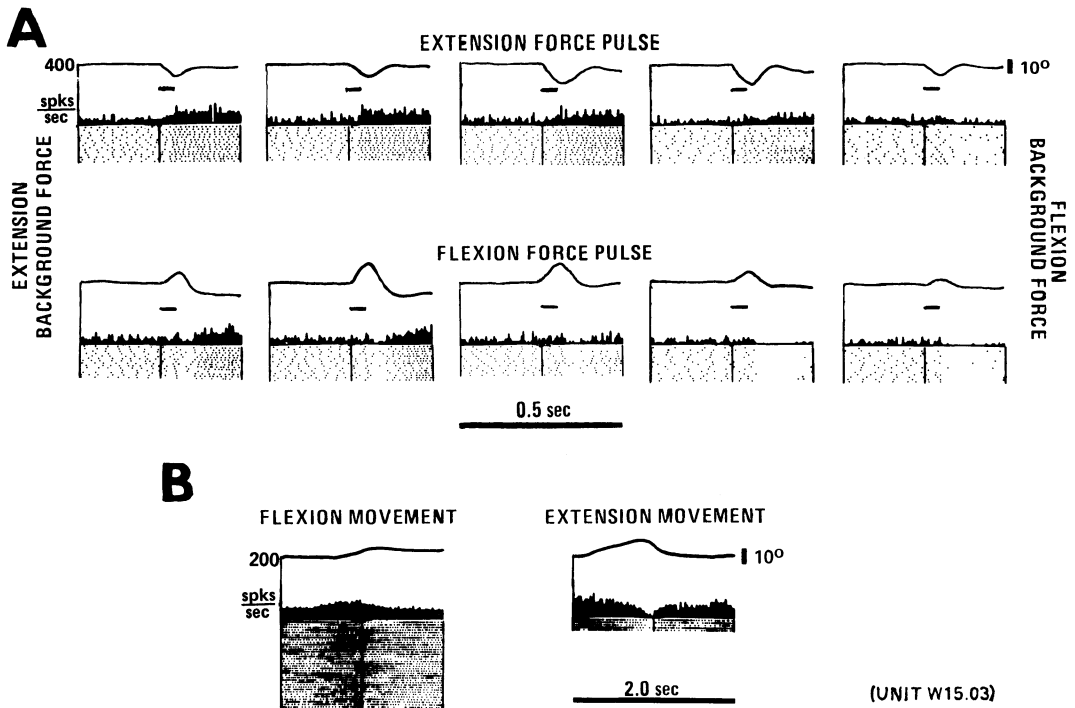 A
EXTENSION FORCE PULSE
400
spks
sec
10°
EXTENSION
BACKGROUND FORCE
FLEXION
BACKGROUND FORCE
FLEXION FORCE PULSE
0.5 sec
B
FLEXION MOVEMENT
EXTENSION MOVEMENT
200
spks
sec
10°
2.0 sec
(UNIT W15.03)